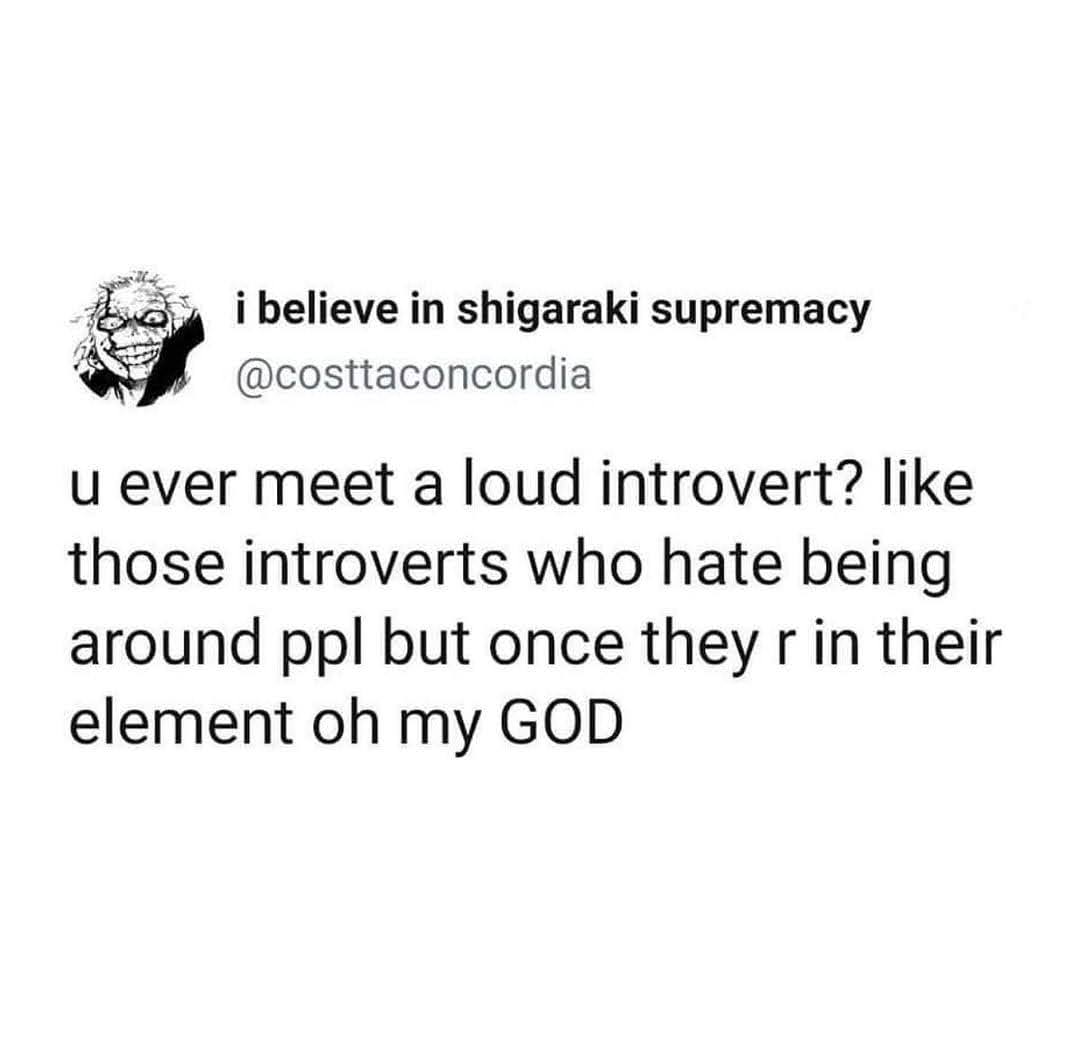 i believe in shigaraki supremacy
@costtaconcordia
u ever meet a loud introvert? like
those introverts who hate being
around ppl but once they r in their
element oh my GOD